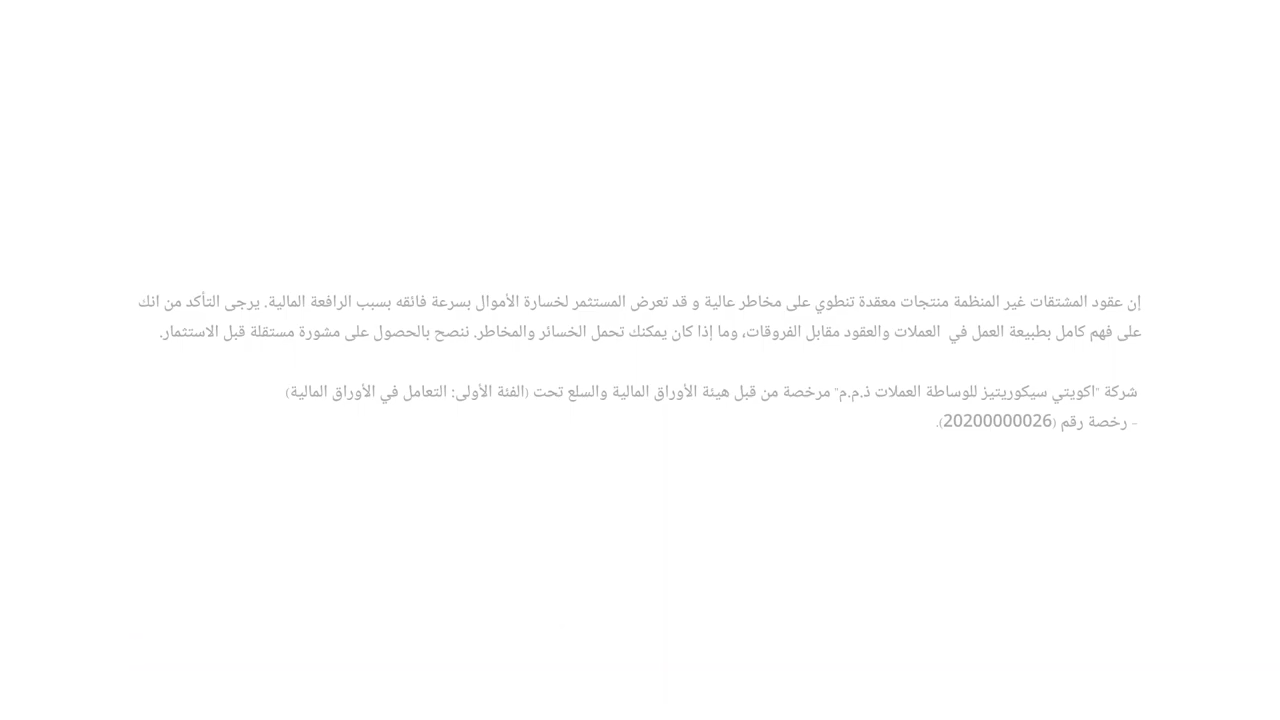 إن عقود المشتقات غير المنظمة منتجات معقدة تنطوي على مخاطر عالية و قد تعرض المستثمر لخسارة الأموال بسرعة فائقه بسبب الرافعة المالية. يرجى التأكد من انك
على فهم كامل بطبيعة العمل في العملات والعقود مقابل الفروقات، وما إذا كان يمكنك تحمل الخسائر والمخاطر. ننصح بالحصول على مشورة مستقلة قبل الاستثمار.
شركة "اكويتي سيكوريتيز للوساطة العملات ذ.م.م" مرخصة من قبل هيئة الأوراق المالية والسلع تحت (الفئة الأولى: التعامل في الأوراق المالية)
– رخصة رقم (20200000026).